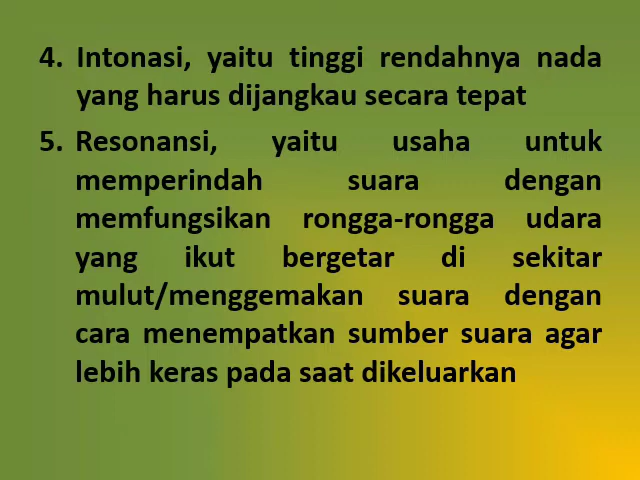 4. Intonasi, yaitu tinggi rendahnya nada
yang harus dijangkau secara tepat
5. Resonansi, yaitu usaha untuk
memperindah suara dengan
memfungsikan rongga-rongga udara
yang ikut bergetar di sekitar
mulut/menggemakan suara dengan
cara menempatkan sumber suara agar
lebih keras pada saat dikeluarkan